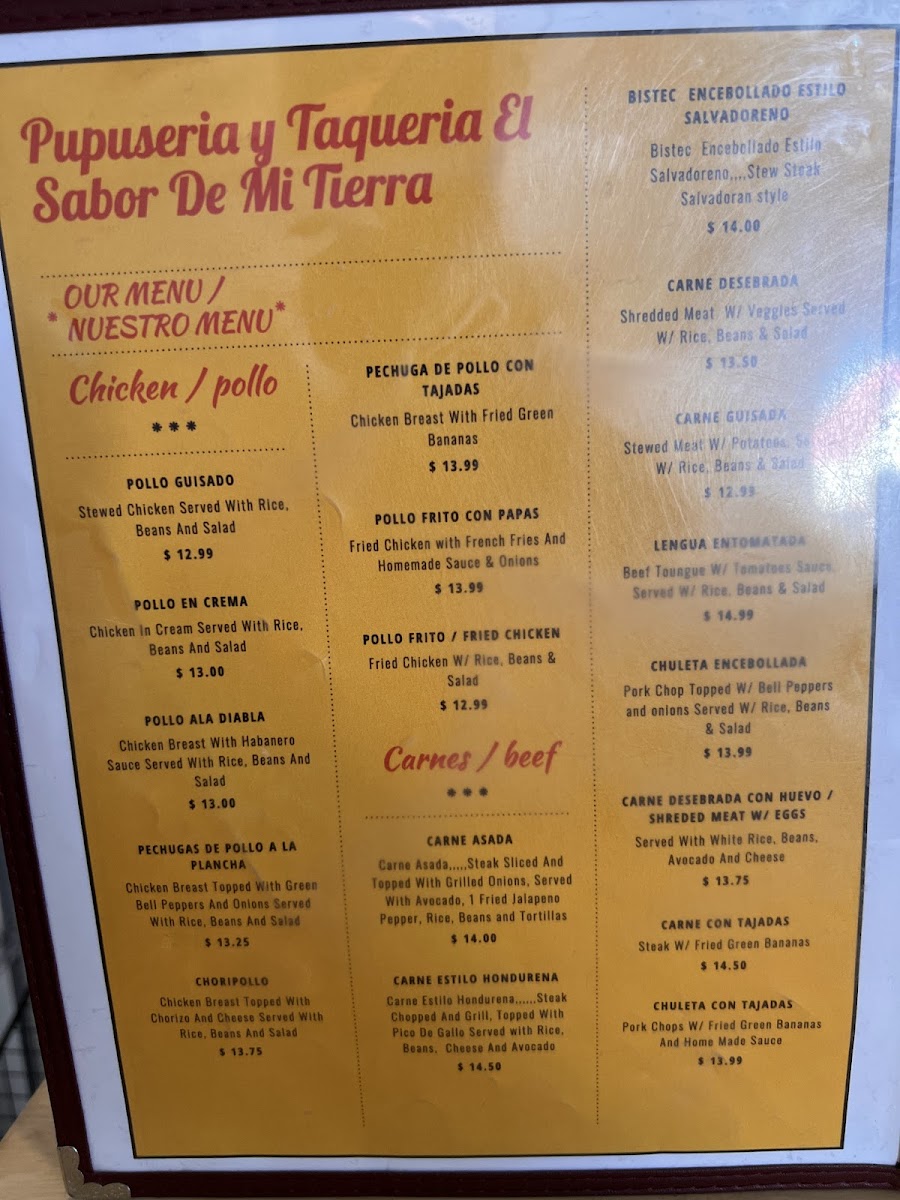 Pupuseria y Taqueria El
Sabor De Mi Tierra
* OUR MENU / *
NUESTRO MENU
Chicken / pollo
***
POLLO GUISADO
Stewed Chicken Served With Rice,
Beans And Salad
$ 12.99
POLLO EN CREMA
Chicken In Cream Served With Rice,
Beans And Salad
$ 13.00
POLLO ALA DIABLA
Chicken Breast With Habanero
Sauce Served With Rice, Beans And
Salad
$ 13.00
PECHUGAS DE POLLO A LA
PLANCHA
Chicken Breast Topped With Green
Bell Peppers And Onions Served
With Rice, Beans And Salad
$ 13.25
CHORIPOLLO
Chicken Breast Topped With
Chorizo And Cheese Served With
Rice, Beans And Salad
$ 13.75
PECHUGA DE POLLO CON
TAJADAS
Chicken Breast With Fried Green
Bananas
$ 13.99
POLLO FRITO CON PAPAS
Fried Chicken with French Fries And
Homemade Sauce & Onions
$ 13.99
POLLO FRITO / FRIED CHICKEN
Fried Chicken W/ Rice, Beans &
Salad
$ 12.99
Carnes / beef
***
CARNE ASADA
Carne Asada,,,,,Steak Sliced And
Topped With Grilled Onions, Served
With Avocado, 1 Fried Jalapeno
Pepper, Rice, Beans and Tortillas
$ 14.00
CARNE ESTILO HONDURENA
Carne Estilo Hondurena,,,,,,Steak
Chopped And Grill, Topped With
Pico De Gallo Served with Rice,
Beans, Cheese And Avocado
$ 14.50
BISTEC ENCEBOLLADO ESTILO
SALVADORENO
Bistec Encebollado Estilo
Salvadoreno,,,,Stew Steak
Salvadoran style
$ 14.00
CARNE DESEBRADA
Shredded Meat W/ Veggies Served
W/ Rice, Beans & Salad
$ 13.50
CARNE GUISADA
Stewed Meat W/ Potatoes,
W/ Rice, Beans & Salad
$ 12.99
LENGUA ENTOMATADA
Beef Toungue W/ Tomatoes Sauce,
Served W/ Rice, Beans & Salad
$ 14.99
CHULETA ENCEBOLLADA
Pork Chop Topped W/ Bell Peppers
and onions Served W/ Rice, Beans
& Salad
$ 13.99
CARNE DESEBRADA CON HUEVO /
SHREDED MEAT W/ EGGS
Served With White Rice, Beans,
Avocado And Cheese
$ 13.75
CARNE CON TAJADAS
Steak W/ Fried Green Bananas
$ 14.50
CHULETA CON TAJADAS
Pork Chops W/ Fried Green Bananas
And Home Made Sauce
$ 13.99